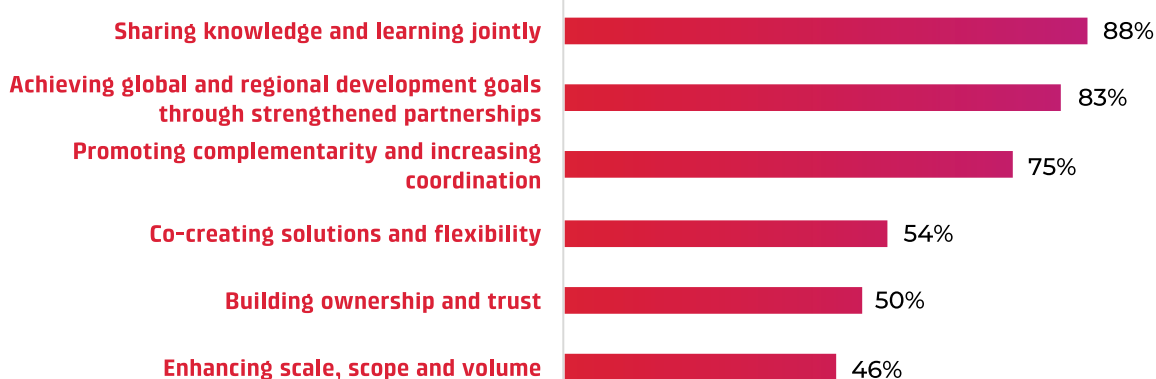 Sharing knowledge and learning jointly 88%
Achieving global and regional development goals
through strengthened partnerships 83%
Promoting complementarity and increasing
coordination 75%
Co-creating solutions and flexibility 54%
Building ownership and trust 50%
Enhancing scale, scope and volume 46%